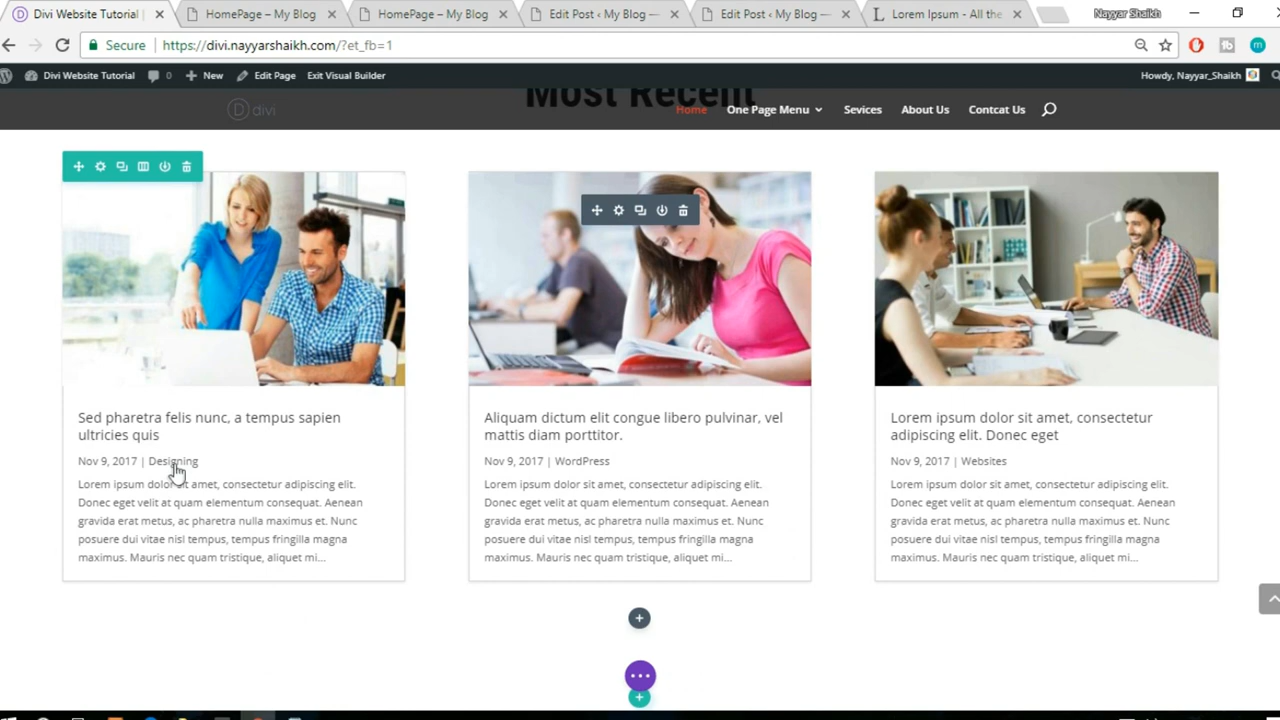 Divi Website Tutorial |
HomePage – My Blog
HomePage – My Blog
Edit Post ‹ My Blog —
Edit Post ‹ My Blog —
Lorem Ipsum - All the
Nayyar Shaikh
Secure
https://divi.nayyarshaikh.com/?et_fb=1
Divi Website Tutorial
0
New
Edit Page
Exit Visual Builder
Howdy, Nayyar_Shaikh
Most Recent
divi
Home
One Page Menu
Sevices
About Us
Contcat Us
Sed pharetra felis nunc, a tempus sapien
ultricies quis
Nov 9, 2017 | Designing
Lorem ipsum dolor sit amet, consectetur adipiscing elit.
Donec eget velit at quam elementum consequat. Aenean
gravida erat metus, ac pharetra nulla maximus et. Nunc
posuere dui vitae nisl tempus, tempus fringilla magna
maximus. Mauris nec quam tristique, aliquet mi...
Aliquam dictum elit congue libero pulvinar, vel
mattis diam porttitor.
Nov 9, 2017 | WordPress
Lorem ipsum dolor sit amet, consectetur adipiscing elit.
Donec eget velit at quam elementum consequat. Aenean
gravida erat metus, ac pharetra nulla maximus et. Nunc
posuere dui vitae nisl tempus, tempus fringilla magna
maximus. Mauris nec quam tristique, aliquet mi...
Lorem ipsum dolor sit amet, consectetur
adipiscing elit. Donec eget
Nov 9, 2017 | Websites
Lorem ipsum dolor sit amet, consectetur adipiscing elit.
Donec eget velit at quam elementum consequat. Aenean
gravida erat metus, ac pharetra nulla maximus et. Nunc
posuere dui vitae nisl tempus, tempus fringilla magna
maximus. Mauris nec quam tristique, aliquet mi...